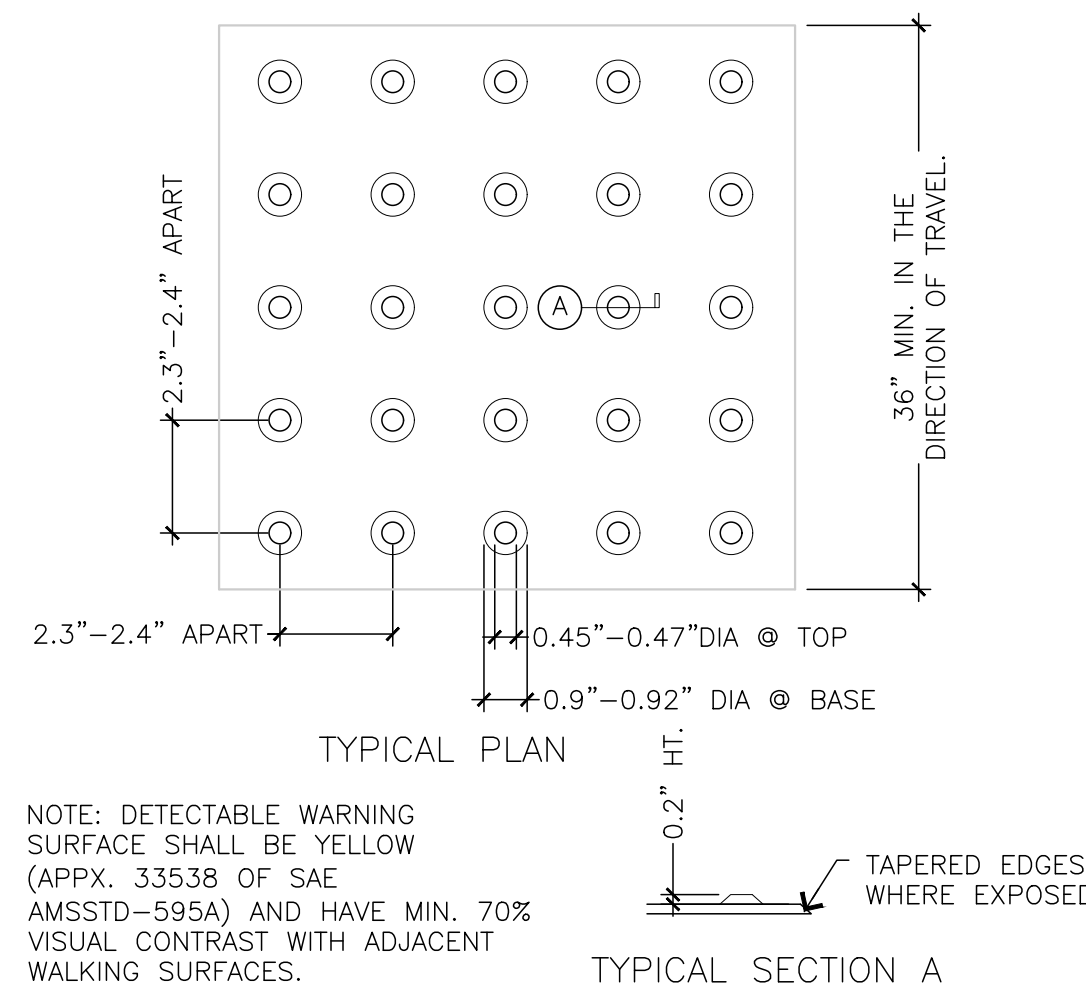 2.3”–2.4” APART
A
36” MIN. IN THE
DIRECTION OF TRAVEL.
2.3”–2.4” APART
0.45”–0.47”DIA @ TOP
0.9”–0.92” DIA @ BASE
TYPICAL PLAN
0.2” HT.
NOTE: DETECTABLE WARNING
SURFACE SHALL BE YELLOW
(APPX. 33538 OF SAE
AMSSTD–595A) AND HAVE MIN. 70%
VISUAL CONTRAST WITH ADJACENT
WALKING SURFACES.
TAPERED EDGES
WHERE EXPOSED
TYPICAL SECTION A